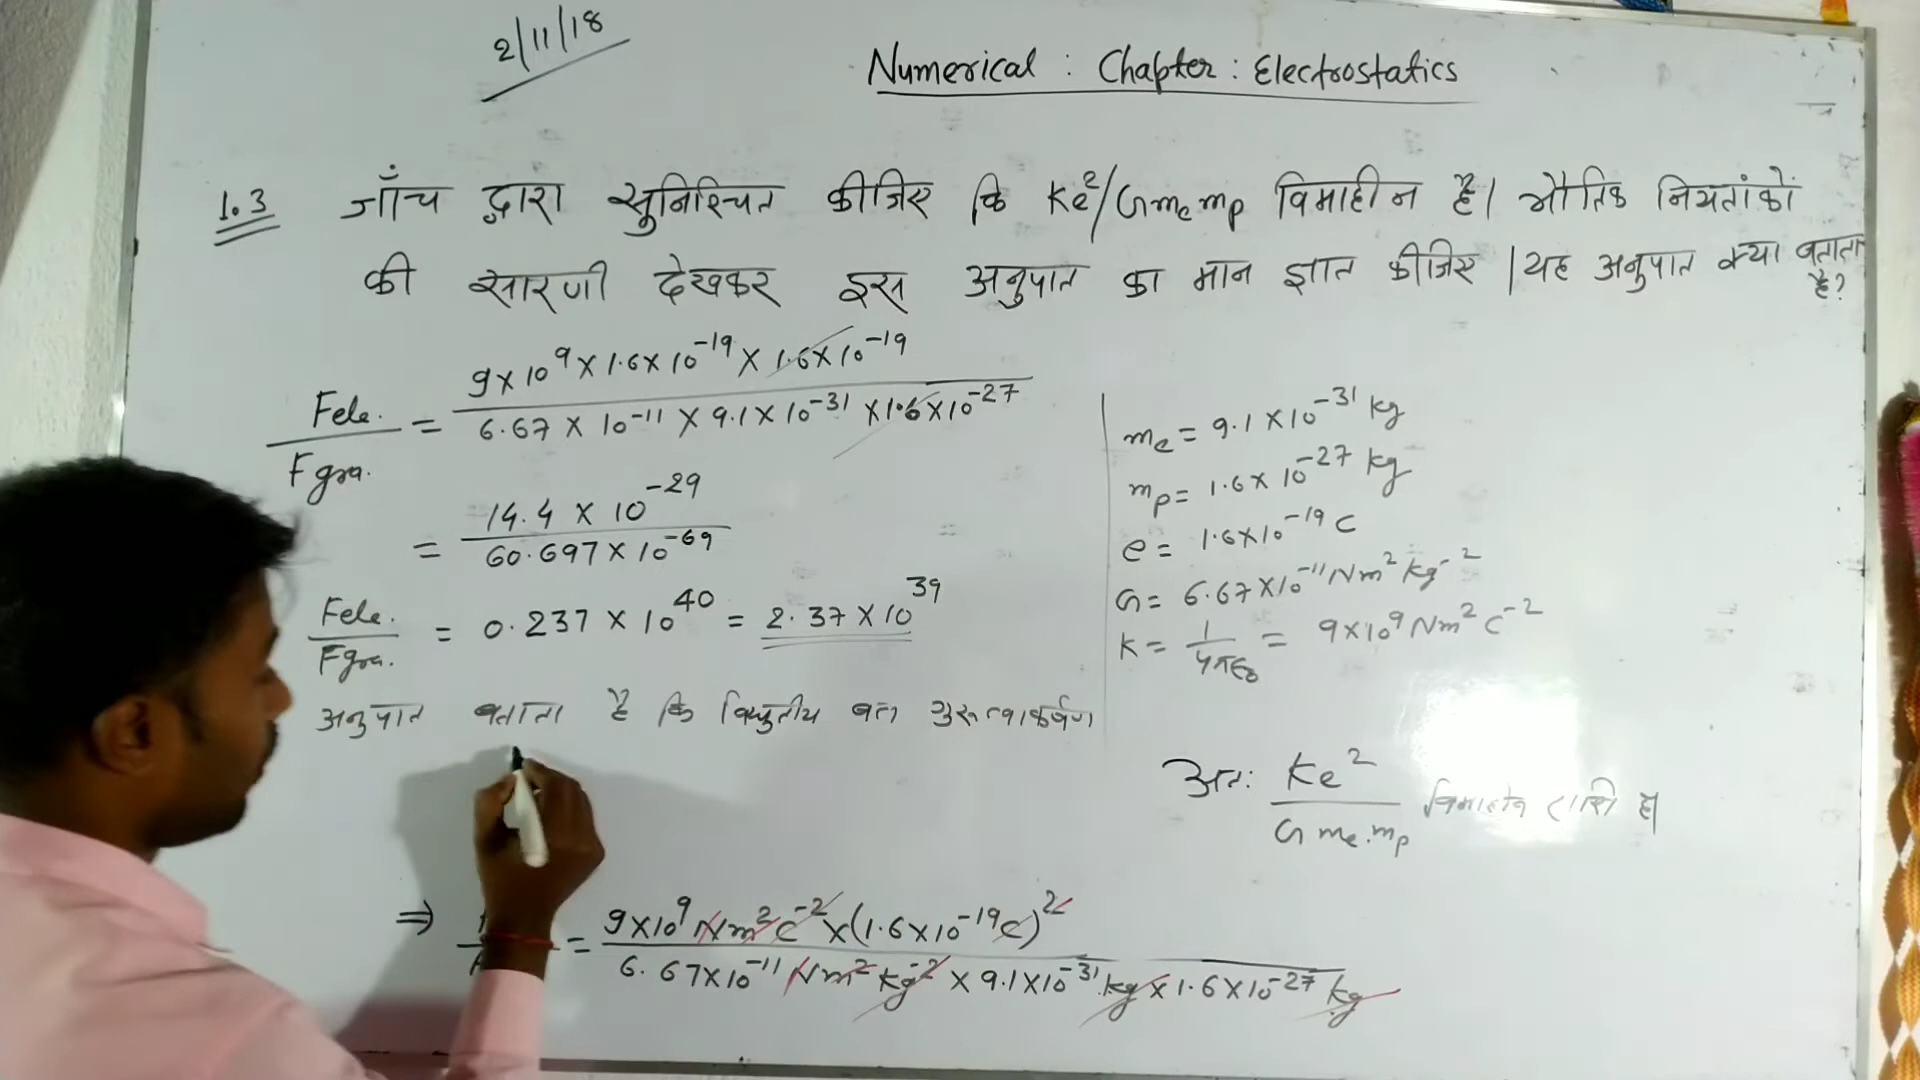 2/11/18
Numerical : Chapter : Electrostatics
1.3 जाँच द्वारा सुनिश्चित कीजिए कि Ke²/Gmemp विमाहीन है। भौतिक नियतांकों
की सारणी देखकर इस अनुपात का मान ज्ञात कीजिए | यह अनुपात क्या बताता
है?
Fele. / Fgra. = 9×10⁹×1.6×10⁻¹⁹×1.6×10⁻¹⁹ / 6.67×10⁻¹¹×9.1×10⁻³¹×1.6×10⁻²⁷
= 14.4×10⁻²⁹ / 60.697×10⁻⁶⁹
Fele. / Fgra. = 0.237×10⁴⁰ = 2.37×10³⁹
अनुपात बताता है कि विद्युतीय बल गुरुत्वाकर्षण
me = 9.1×10⁻³¹ kg
mp = 1.6×10⁻²⁷ kg
e = 1.6×10⁻¹⁹ C
G = 6.67×10⁻¹¹ Nm² kg⁻²
K = 1/4πε₀ = 9×10⁹ Nm² C⁻²
अतः Ke² / G me.mp विमाहीन राशि है|
⇒ = 9×10⁹ Nm² C⁻² × (1.6×10⁻¹⁹ C)² / 6.67×10⁻¹¹ Nm² kg⁻² × 9.1×10⁻³¹ kg × 1.6×10⁻²⁷ kg